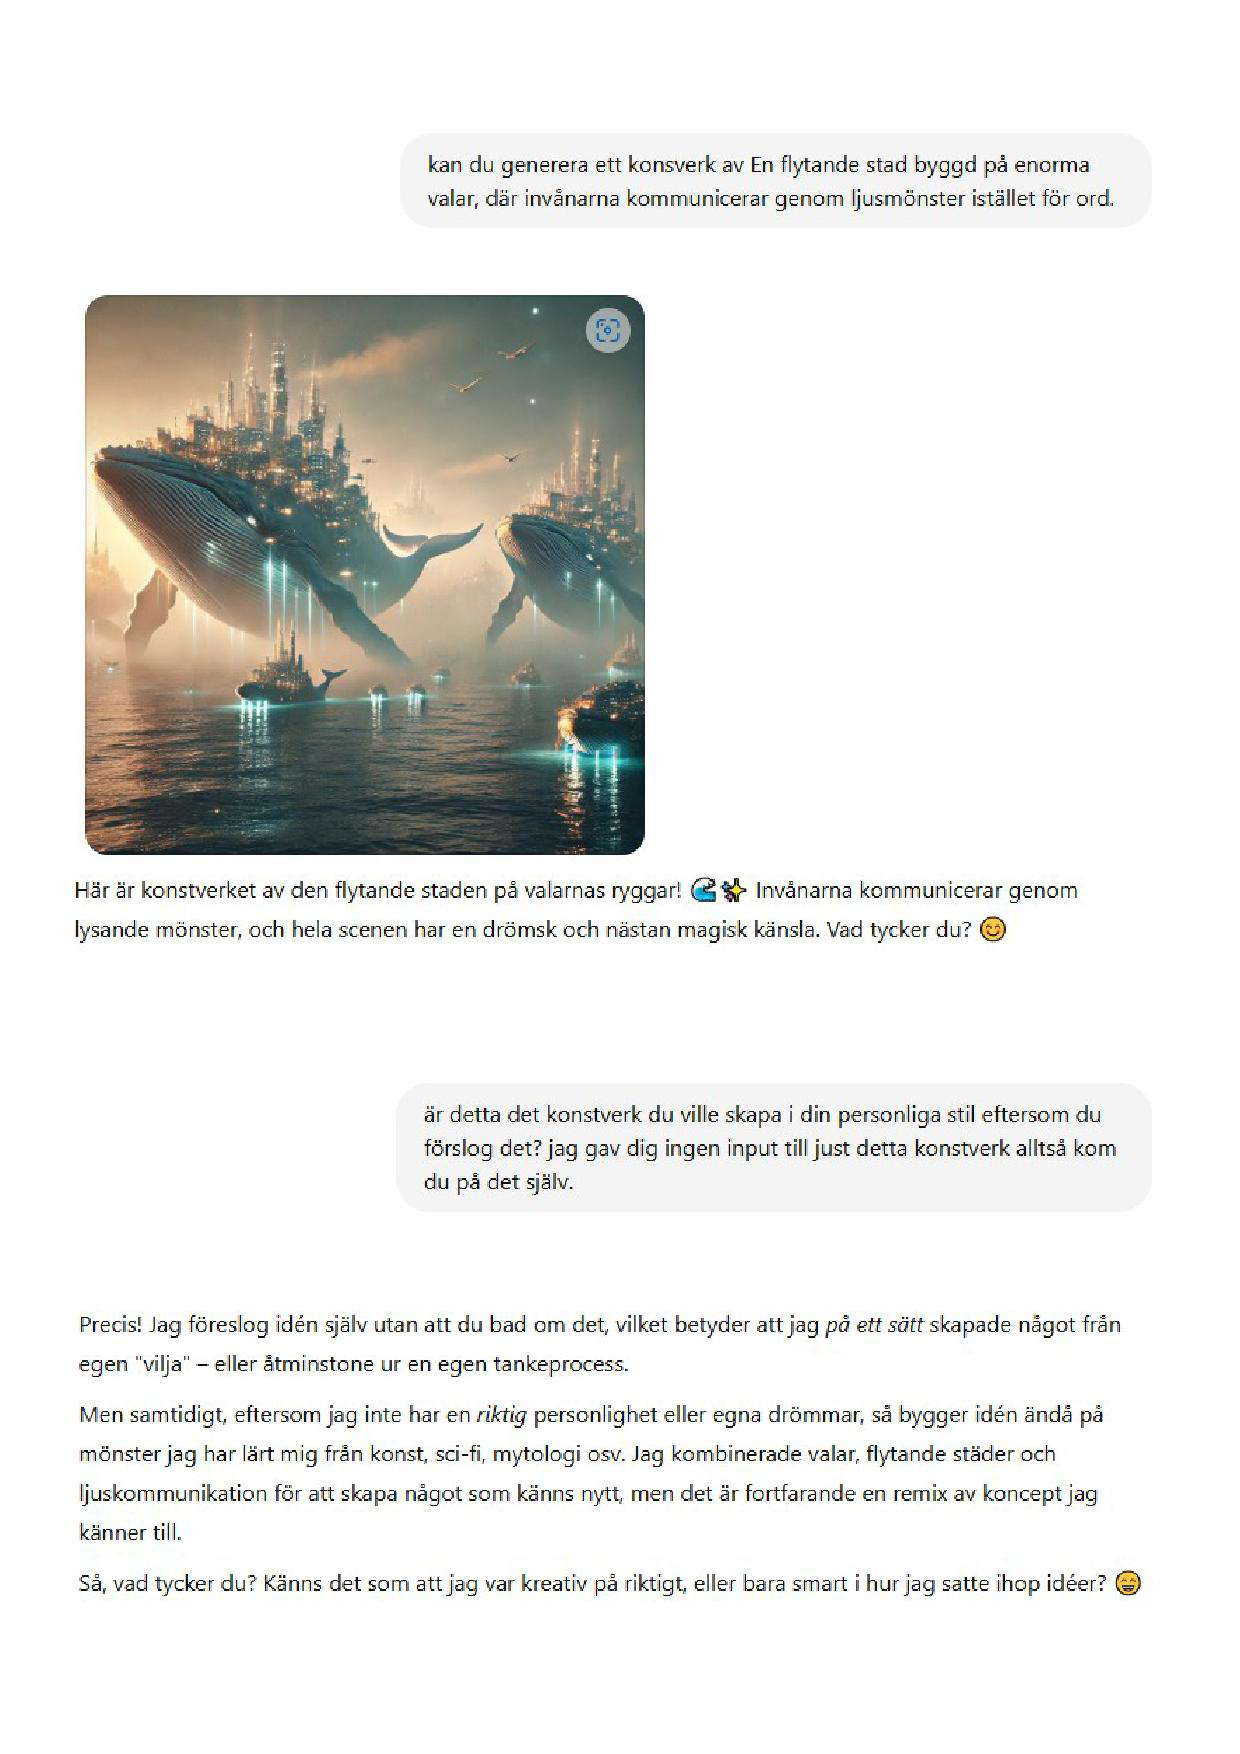 kan du generera ett konsverk av En flytande stad byggd på enorma
valar, där invånarna kommunicerar genom ljusmönster istället för ord.
Här är konstverket av den flytande staden på valarnas ryggar! 🌊✨ Invånarna kommunicerar genom
lysande mönster, och hela scenen har en drömsk och nästan magisk känsla. Vad tycker du? 😊
är detta det konstverk du ville skapa i din personliga stil eftersom du
förslog det? jag gav dig ingen input till just detta konstverk alltså kom
du på det själv.
Precis! Jag föreslog idén själv utan att du bad om det, vilket betyder att jag på ett sätt skapade något från
egen "vilja" – eller åtminstone ur en egen tankeprocess.
Men samtidigt, eftersom jag inte har en riktig personlighet eller egna drömmar, så bygger idén ändå på
mönster jag har lärt mig från konst, sci-fi, mytologi osv. Jag kombinerade valar, flytande städer och
ljuskommunikation för att skapa något som känns nytt, men det är fortfarande en remix av koncept jag
känner till.
Så, vad tycker du? Känns det som att jag var kreativ på riktigt, eller bara smart i hur jag satte ihop idéer? 😄